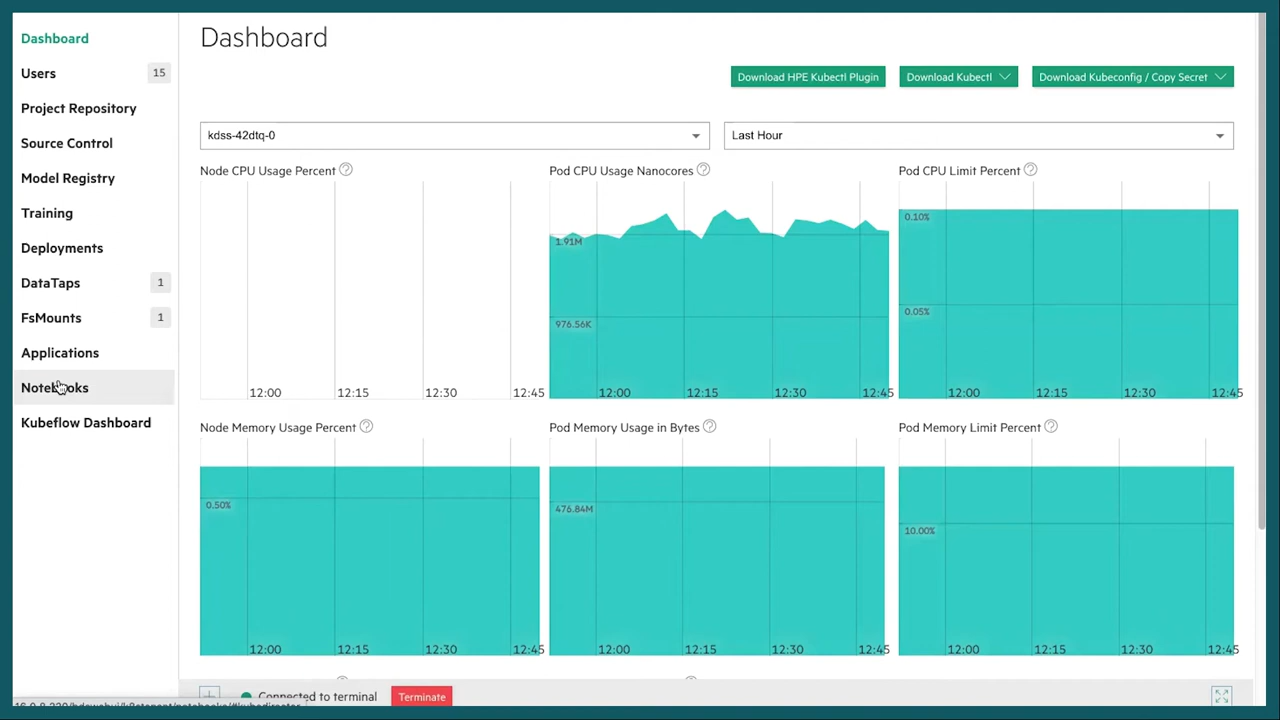 Dashboard
Users 15
Project Repository
Source Control
Model Registry
Training
Deployments
DataTaps 1
FsMounts 1
Applications
Notebooks
Kubeflow Dashboard
Dashboard
Download HPE Kubectl Plugin Download Kubectl Download Kubeconfig / Copy Secret
kdss-42dtq-0 Last Hour
Node CPU Usage Percent Pod CPU Usage Nanocores Pod CPU Limit Percent
1.91M 0.10%
976.56K 0.05%
12:00 12:15 12:30 12:45 12:00 12:15 12:30 12:45 12:00 12:15 12:30 12:45
Node Memory Usage Percent Pod Memory Usage in Bytes Pod Memory Limit Percent
0.50% 476.84M 10.00%
12:00 12:15 12:30 12:45 12:00 12:15 12:30 12:45 12:00 12:15 12:30 12:45
Connected to terminal Terminate